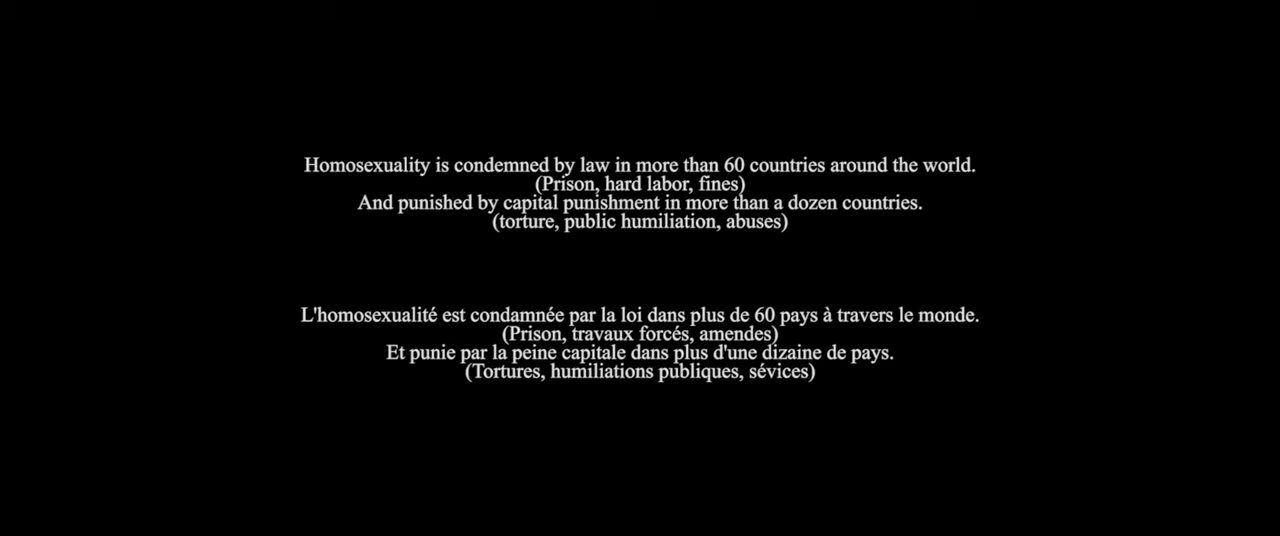 Homosexuality is condemned by law in more than 60 countries around the world.
(Prison, hard labor, fines)
And punished by capital punishment in more than a dozen countries.
(torture, public humiliation, abuses)
L'homosexualité est condamnée par la loi dans plus de 60 pays à travers le monde.
(Prison, travaux forcés, amendes)
Et punie par la peine capitale dans plus d'une dizaine de pays.
(Tortures, humiliations publiques, sévices)